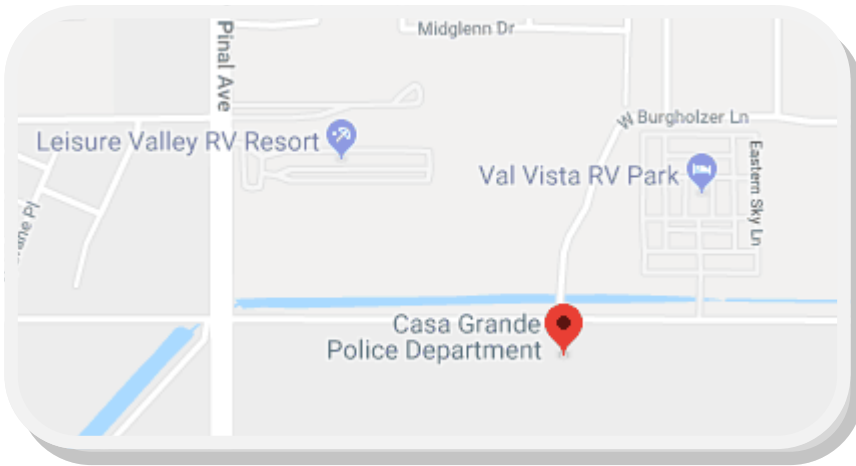 Midglenn Dr
Pinal Ave
W Burgholzer Ln
Leisure Valley RV Resort
Val Vista RV Park
Eastern Sky Ln
Pl
Casa Grande
Police Department